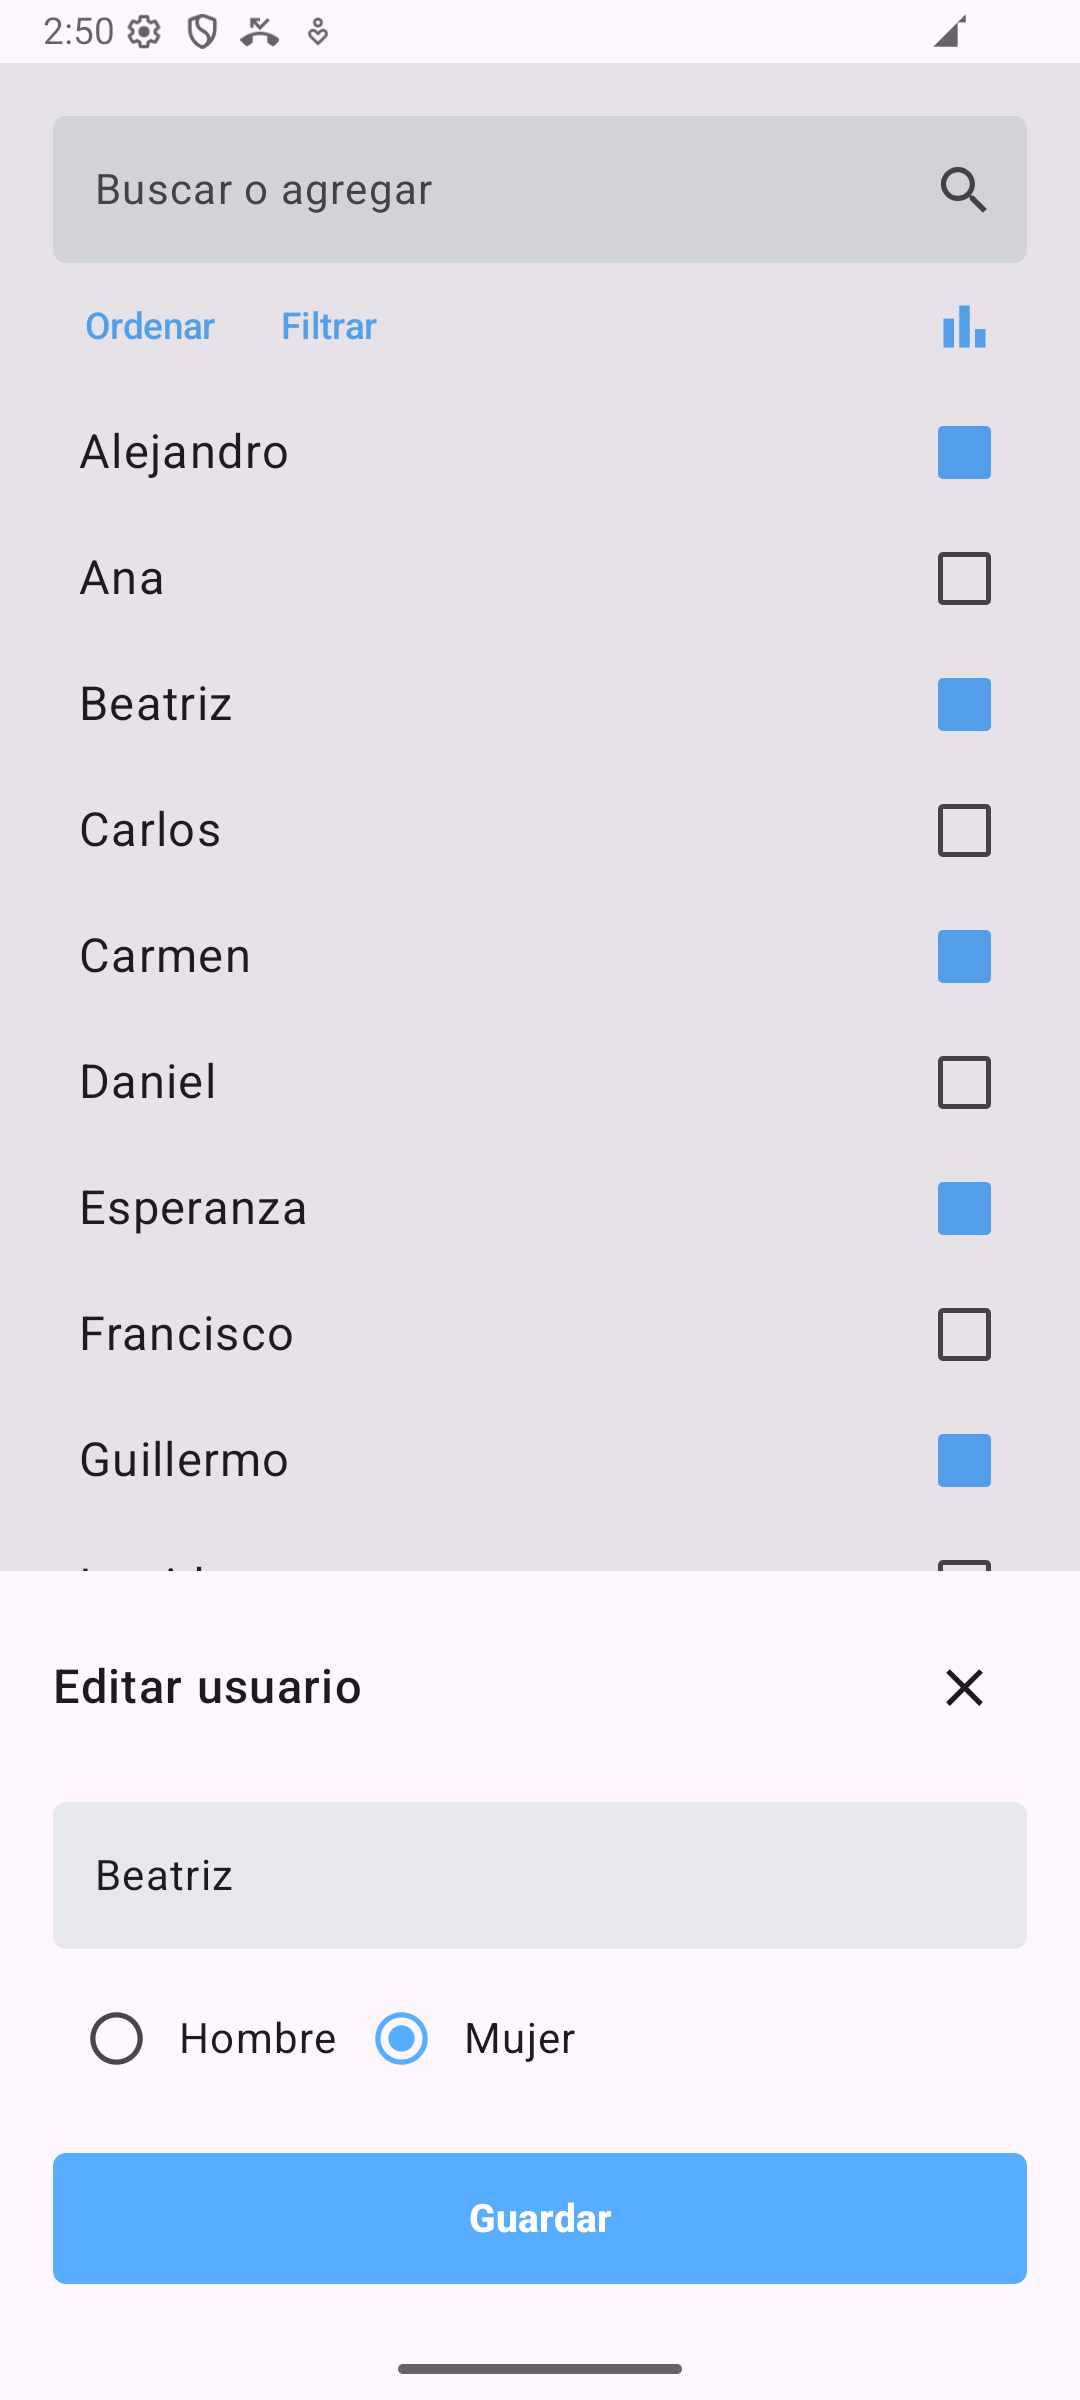 2:50
Buscar o agregar
Ordenar Filtrar
Alejandro
Ana
Beatriz
Carlos
Carmen
Daniel
Esperanza
Francisco
Guillermo
Editar usuario
Beatriz
Hombre Mujer
Guardar